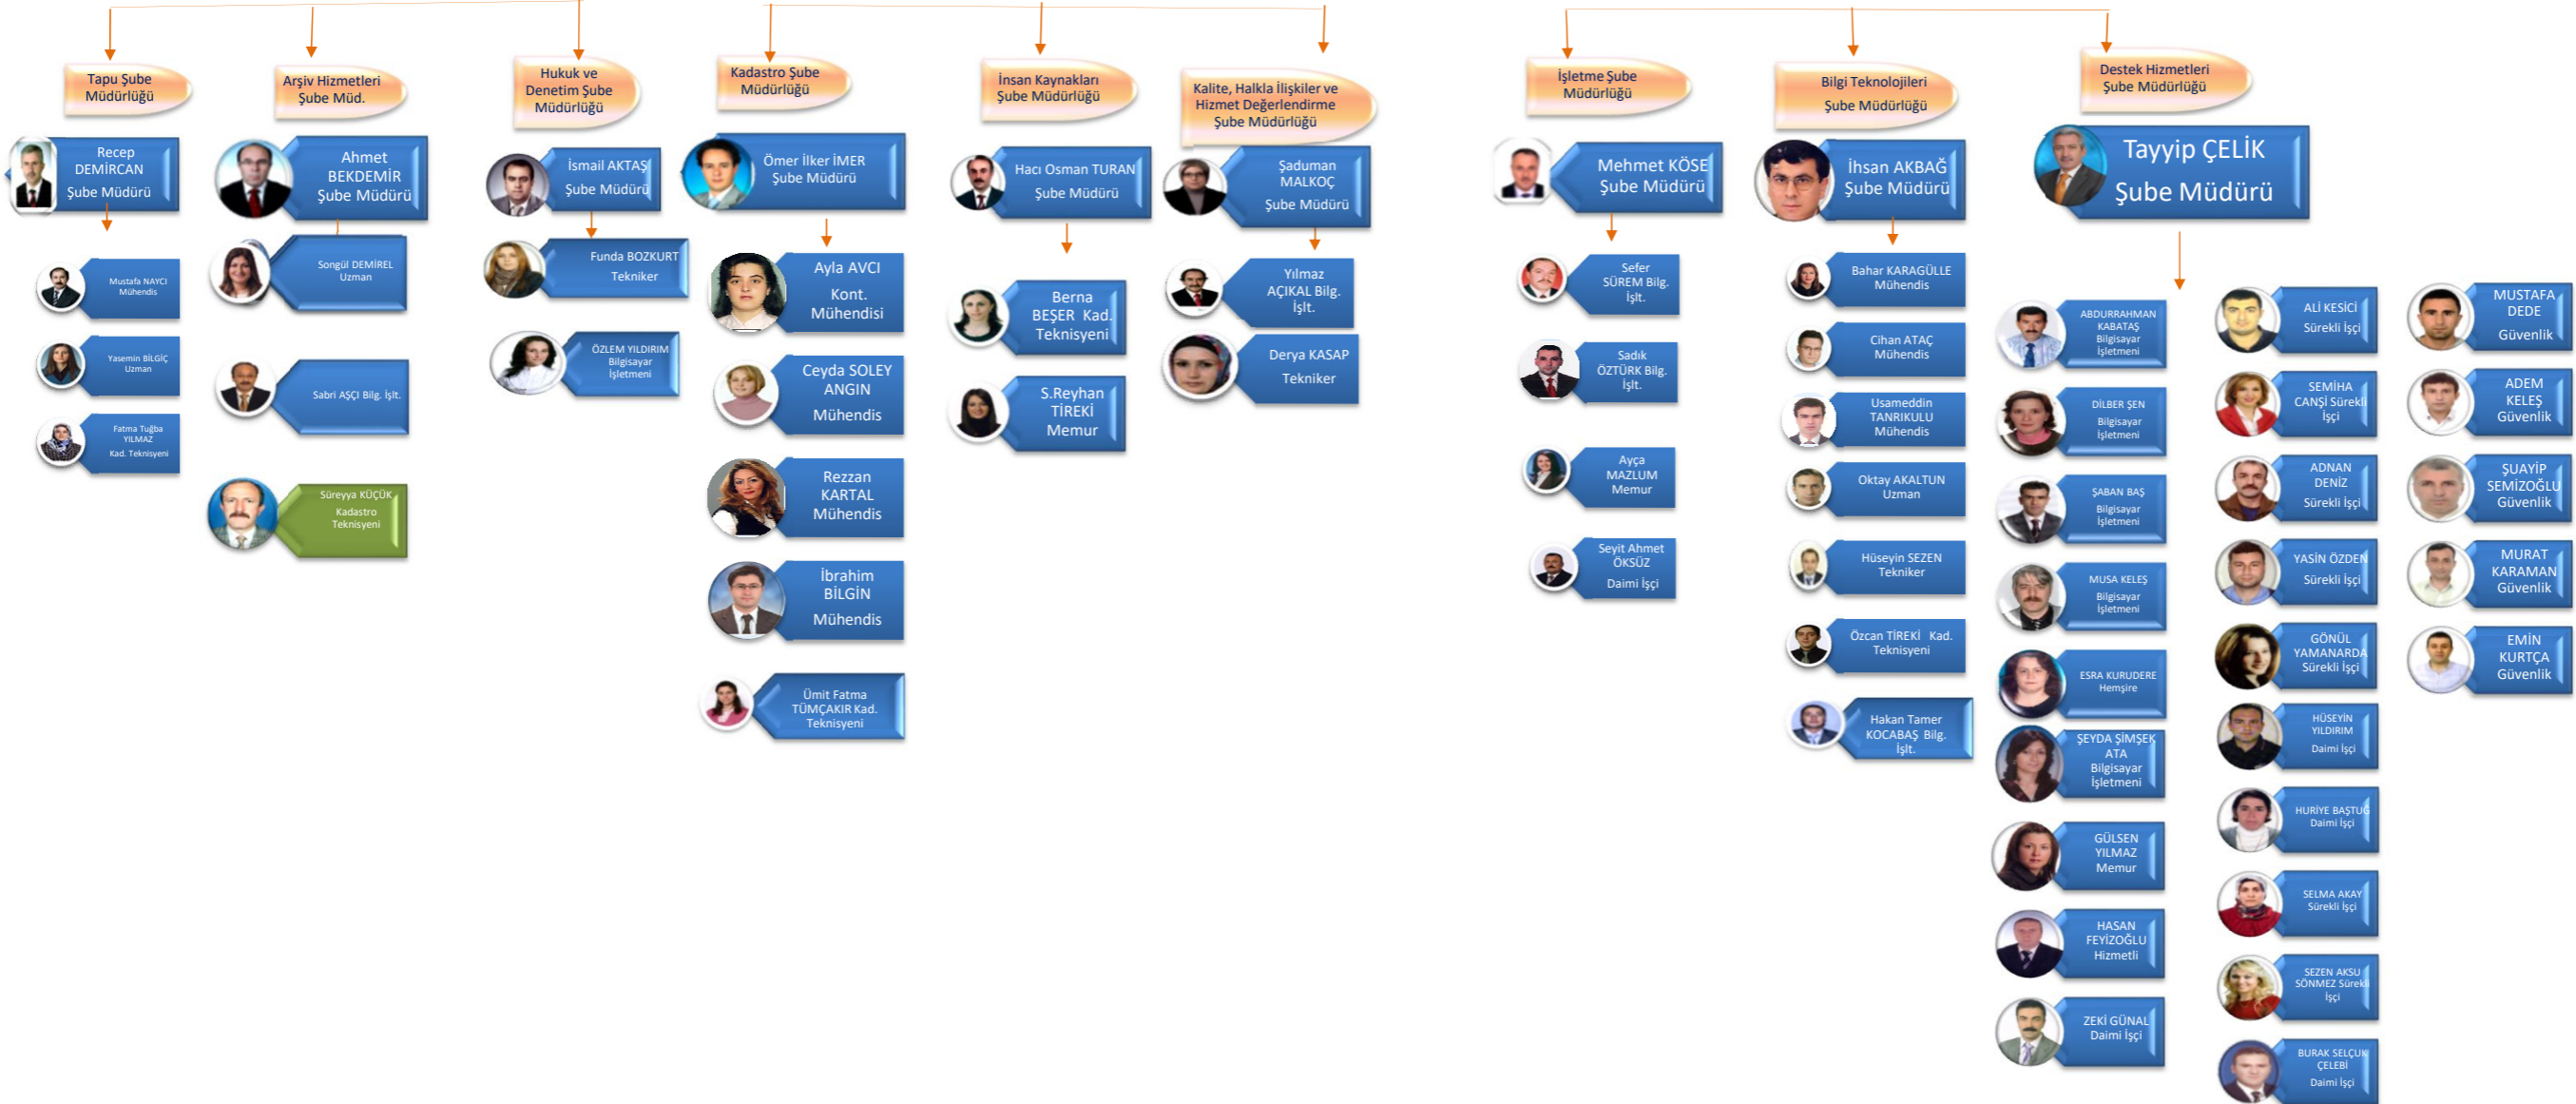 Tapu Şube
Müdürlüğü
Recep
DEMİRCAN
Şube Müdürü
Mustafa NAYCI
Mühendis
Yasemin BİLGİÇ
Uzman
Fatma Tuğba
YILMAZ
Kad. Teknisyeni
Arşiv Hizmetleri
Şube Müd.
Ahmet
BEKDEMİR
Şube Müdürü
Songül DEMİREL
Uzman
Sabri AŞÇI Bilg. İşlt.
Süreyya KÜÇÜK
Kadastro
Teknisyeni
Hukuk ve
Denetim Şube
Müdürlüğü
İsmail AKTAŞ
Şube Müdürü
Funda BOZKURT
Tekniker
ÖZLEM YILDIRIM
Bilgisayar
İşletmeni
Kadastro Şube
Müdürlüğü
Ömer İlker İMER
Şube Müdürü
Ayla AVCI
Kont.
Mühendisi
Ceyda SOLEY
ANGIN
Mühendis
Rezzan
KARTAL
Mühendis
İbrahim
BİLGİN
Mühendis
Ümit Fatma
TÜMÇAKIR Kad.
Teknisyeni
İnsan Kaynakları
Şube Müdürlüğü
Hacı Osman TURAN
Şube Müdürü
Berna
BEŞER Kad.
Teknisyeni
S.Reyhan
TİREKİ
Memur
Kalite, Halkla İlişkiler ve
Hizmet Değerlendirme
Şube Müdürlüğü
Şaduman
MALKOÇ
Şube Müdürü
Yılmaz
AÇIKAL Bilg.
İşlt.
Derya KASAP
Tekniker
İşletme Şube
Müdürlüğü
Mehmet KÖSE
Şube Müdürü
Sefer
SÜREM Bilg.
İşlt.
Sadık
ÖZTÜRK Bilg.
İşlt.
Ayça
MAZLUM
Memur
Seyit Ahmet
ÖKSÜZ
Daimi İşçi
Bilgi Teknolojileri
Şube Müdürlüğü
İhsan AKBAĞ
Şube Müdürü
Bahar KARAGÜLLE
Mühendis
Cihan ATAÇ
Mühendis
Usameddin
TANRIKULU
Mühendis
Oktay AKALTUN
Uzman
Hüseyin SEZEN
Tekniker
Özcan TİREKİ Kad.
Teknisyeni
Hakan Tamer
KOCABAŞ Bilg.
İşlt.
Destek Hizmetleri
Şube Müdürlüğü
Tayyip ÇELİK
Şube Müdürü
ABDURRAHMAN
KABATAŞ
Bilgisayar
İşletmeni
DİLBER ŞEN
Bilgisayar
İşletmeni
ŞABAN BAŞ
Bilgisayar
İşletmeni
MUSA KELEŞ
Bilgisayar
İşletmeni
ESRA KURUDERE
Hemşire
ŞEYDA ŞİMŞEK
ATA
Bilgisayar
İşletmeni
GÜLSEN
YILMAZ
Memur
HASAN
FEYİZOĞLU
Hizmetli
ZEKİ GÜNAL
Daimi İşçi
ALİ KESİCİ
Sürekli İşçi
SEMİHA
CANŞİ Sürekli
İşçi
ADNAN
DENİZ
Sürekli İşçi
YASİN ÖZDEN
Sürekli İşçi
GÖNÜL
YAMANARDA
Sürekli İşçi
HÜSEYİN
YILDIRIM
Daimi İşçi
HURİYE BAŞTUĞ
Daimi İşçi
SELMA AKAY
Sürekli İşçi
SEZEN AKSU
SÖNMEZ Sürekli
İşçi
BURAK SELÇUK
ÇELEBİ
Daimi İşçi
MUSTAFA
DEDE
Güvenlik
ADEM
KELEŞ
Güvenlik
ŞUAYİP
SEMİZOĞLU
Güvenlik
MURAT
KARAMAN
Güvenlik
EMİN
KURTÇA
Güvenlik